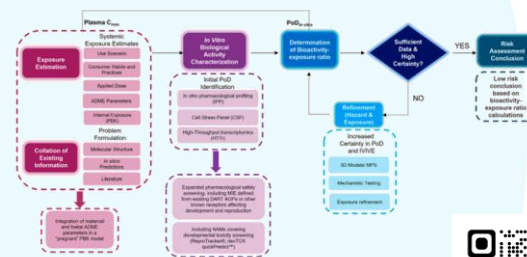 Plasma Cmax
PoDin vitro
Systemic
Exposure Estimates
Exposure
Estimation
Use Scenario
Consumer Habits and
Practices
Applied Dose
ADME Parameters
Internal Exposure
(PBK)
Problem
Formulation
Collation of
Existing
Information
Molecular Structure
In silico
Predictions
Literature
Integration of maternal
and foetal ADME
parameters in a
"pregnant" PBK model
In Vitro
Biological
Activity
Characterization
Initial PoD
Identification
In vitro pharmacological profiling
(IPP)
Cell Stress Panel (CSP)
High-Throughput transcriptomics
(HTTr)
Expanded pharmacological safety
screening, including MIE defined
from existing DART AOPs or other
known receptors affecting
development and reproduction
Including NAMs covering
developmental toxicity screening
(ReproTracker®, devTOX
quickPredict™)
Determination of
Bioactivity-
exposure ratio
Refinement
(Hazard &
Exposure)
Increased
Certainty in PoD
and IVIVE
3D Models/ MPS
Mechanistic Testing
Exposure refinement
Sufficient
Data &
High
Certainty?
YES
NO
Risk
Assessment
Conclusion
Low risk
conclusion
based on
bioactivity-
exposure ratio
calculations